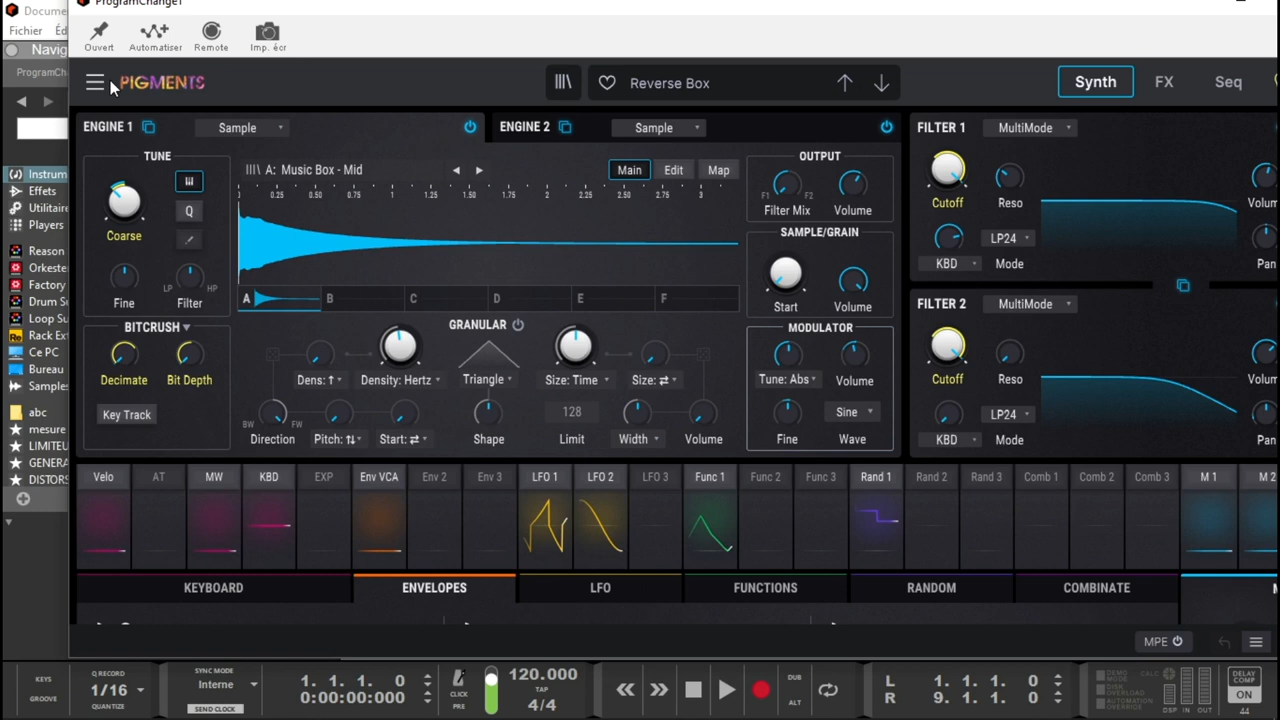 Docume
ProgramChange1
Fichier Éd
Navig
Ouvert Automatiser Remote Imp. écr
ProgramCh
PIGMENTS
Reverse Box
Synth FX Seq
ENGINE 1 Sample
ENGINE 2 Sample
FILTER 1 MultiMode
TUNE
A: Music Box - Mid
Main Edit Map
OUTPUT
0.25 0.50 0.75 1 1.25 1.50 1.75 2 2.25 2.50 2.75 3
Q
Coarse
F1 F2
Filter Mix Volume
Cutoff Reso Volum
SAMPLE/GRAIN
LP24
KBD Mode Pan
LP HP
Fine Filter
A B C D E F
Start Volume
FILTER 2 MultiMode
BITCRUSH
GRANULAR
MODULATOR
Decimate Bit Depth
Dens: Density: Hertz Triangle Size: Time Size:
Tune: Abs Volume
Cutoff Reso Volum
Key Track
128
Sine
LP24
BW FW
Direction Pitch: Start: Shape Limit Width Volume
Fine Wave
KBD Mode Pan
Instrum
Effets
Utilitaire
Players
Reason
Orkeste
Factory
Drum S
Loop Su
Rack Ext
Ce PC
Bureau
Samples
abc
mesure
LIMITEU
GENERA
DISTORS
Velo AT MW KBD EXP Env VCA Env 2 Env 3 LFO 1 LFO 2 LFO 3 Func 1 Func 2 Func 3 Rand 1 Rand 2 Rand 3 Comb 1 Comb 2 Comb 3 M 1 M 2
KEYBOARD ENVELOPES LFO FUNCTIONS RANDOM COMBINATE
MPE
KEYS
GROOVE
Q RECORD
1/16
QUANTIZE
SYNC MODE
Interne
SEND CLOCK
1. 1. 1. 0
0:00:00:000
CLICK
PRE
120.000
TAP
4/4
DUB
ALT
L 1. 1. 1. 0
R 9. 1. 1. 0
DEMO MODE
CALC
DISK OVERLOAD
AUTOMATION OVERRIDE
DSP IN OUT
DELAY COMP
ON
44